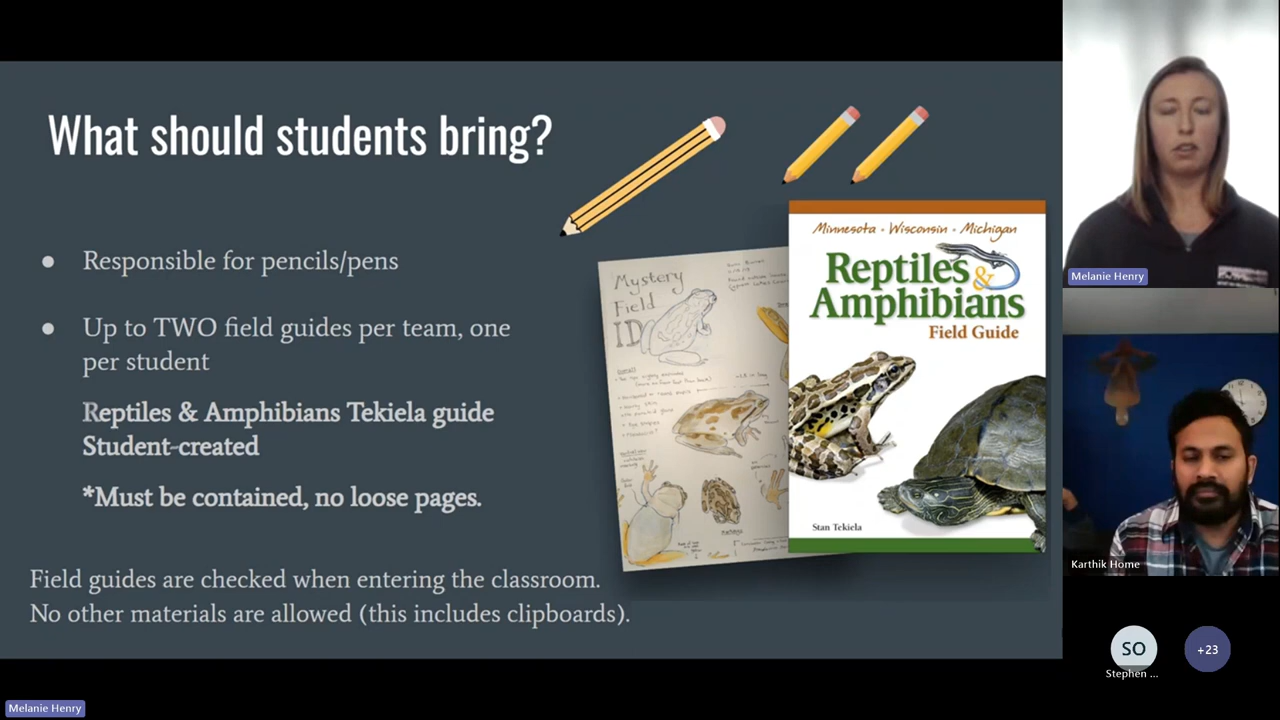 What should students bring?
● Responsible for pencils/pens
● Up to TWO field guides per team, one
per student
Reptiles & Amphibians Tekiela guide
Student-created
*Must be contained, no loose pages.
Field guides are checked when entering the classroom.
No other materials are allowed (this includes clipboards).
Mystery
Field
ID
Minnesota • Wisconsin • Michigan
Reptiles &
Amphibians
Field Guide
Stan Tekiela
Melanie Henry
Karthik Home
SO
Stephen ...
+23
Melanie Henry